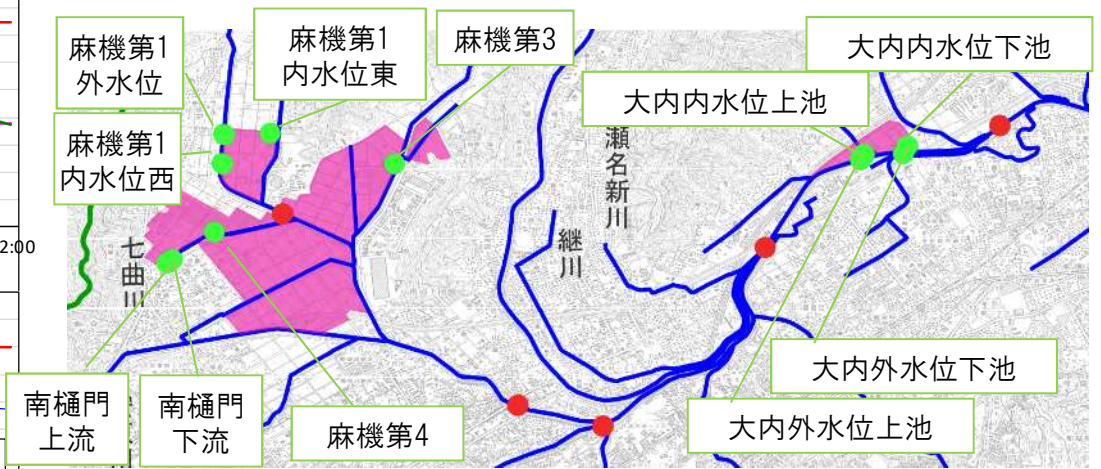 麻機第1
外水位
麻機第1
内水位東
麻機第3
大内内水位下池
大内内水位上池
麻機第1
内水位西
瀬名新川
継川
七曲川
2:00
南樋門
上流
南樋門
下流
麻機第4
大内外水位下池
大内外水位上池